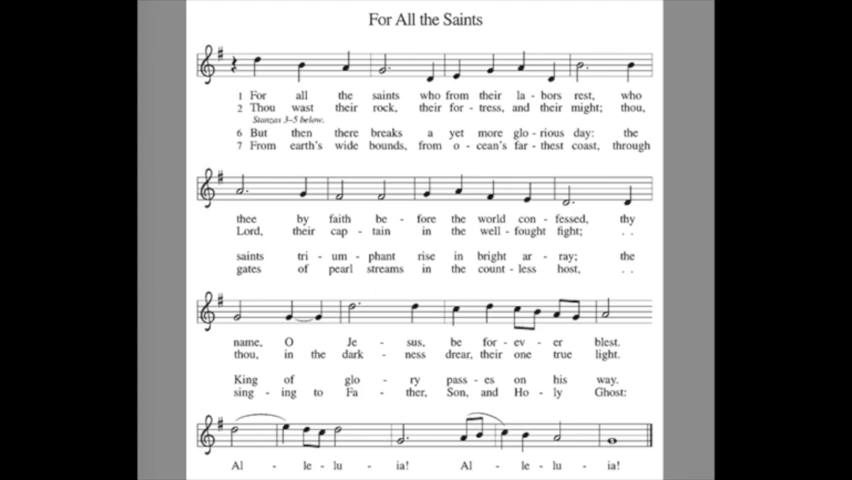 For All the Saints
1 For all the saints who from their la - bors rest, who
2 Thou wast their rock, their for - tress, and their might; thou,
Stanzas 3–5 below.
6 But then there breaks a yet more glo - rious day: the
7 From earth's wide bounds, from o - cean's far - thest coast, through
thee by faith be - fore the world con - fessed, thy
Lord, their cap - tain in the well - fought fight; . .
saints tri - um - phant rise in bright ar - ray; the
gates of pearl streams in the count - less host, . .
name, O Je - sus, be for - ev - er blest.
thou, in the dark - ness drear, their one true light.
King of glo - ry pass - es on his way.
sing - ing to Fa - ther, Son, and Ho - ly Ghost:
Al - le - lu - ia! Al - le - lu - ia!